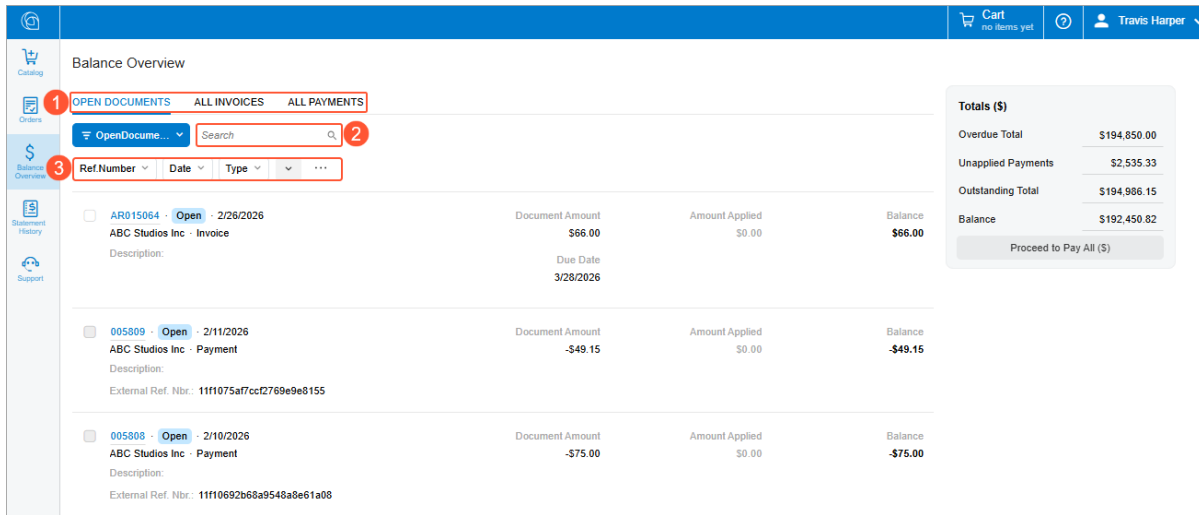 Cart
no items yet
Travis Harper
Catalog
Orders
Balance Overview
Statement History
Support
Balance Overview
1
OPEN DOCUMENTS ALL INVOICES ALL PAYMENTS
OpenDocume... Search 2
3 Ref.Number Date Type ...
AR015064 · Open · 2/26/2026 Document Amount Amount Applied Balance
ABC Studios Inc · Invoice $66.00 $0.00 $66.00
Description: Due Date
3/28/2026
005809 · Open · 2/11/2026 Document Amount Amount Applied Balance
ABC Studios Inc · Payment -$49.15 $0.00 -$49.15
Description:
External Ref. Nbr.: 11f1075af7ccf2769e9e8155
005808 · Open · 2/10/2026 Document Amount Amount Applied Balance
ABC Studios Inc · Payment -$75.00 $0.00 -$75.00
Description:
External Ref. Nbr.: 11f10692b68a9548a8e61a08
Totals ($)
Overdue Total $194,850.00
Unapplied Payments $2,535.33
Outstanding Total $194,986.15
Balance $192,450.82
Proceed to Pay All ($)